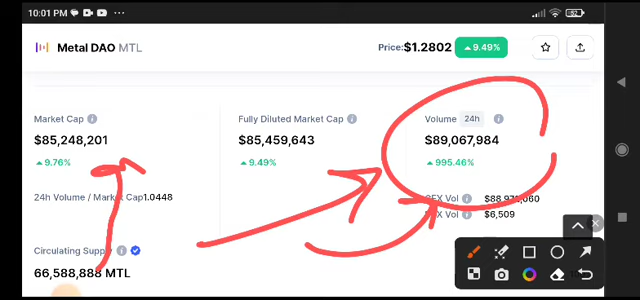 10:01 PM
52
Metal DAO MTL
Price:$1.2802
9.49%
Market Cap
Fully Diluted Market Cap
Volume 24h
$85,248,201
$85,459,643
$89,067,984
9.76%
9.49%
995.46%
24h Volume / Market Cap1.0448
Vol
Vol
$6,509
Circulating Supply
66,588,888 MTL